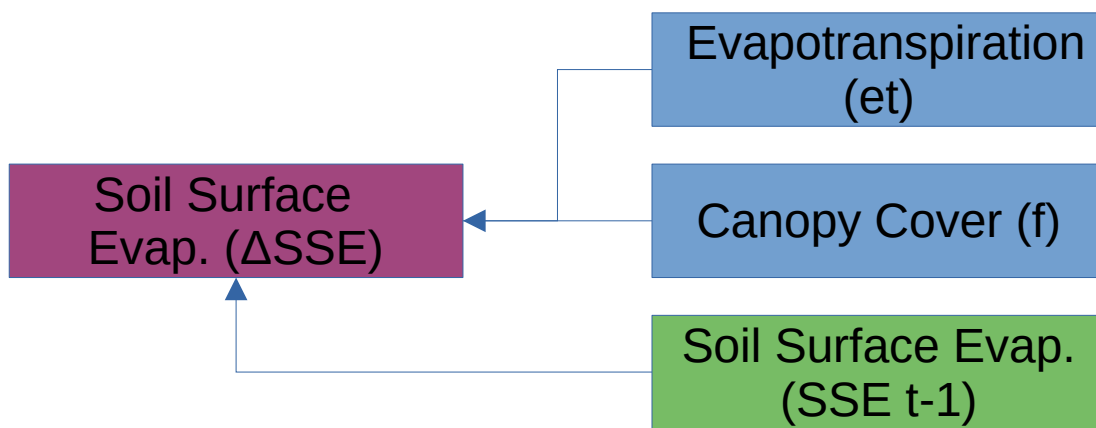 Evapotranspiration
(et)
Soil Surface
Evap. (ΔSSE)
Canopy Cover (f)
Soil Surface Evap.
(SSE t-1)